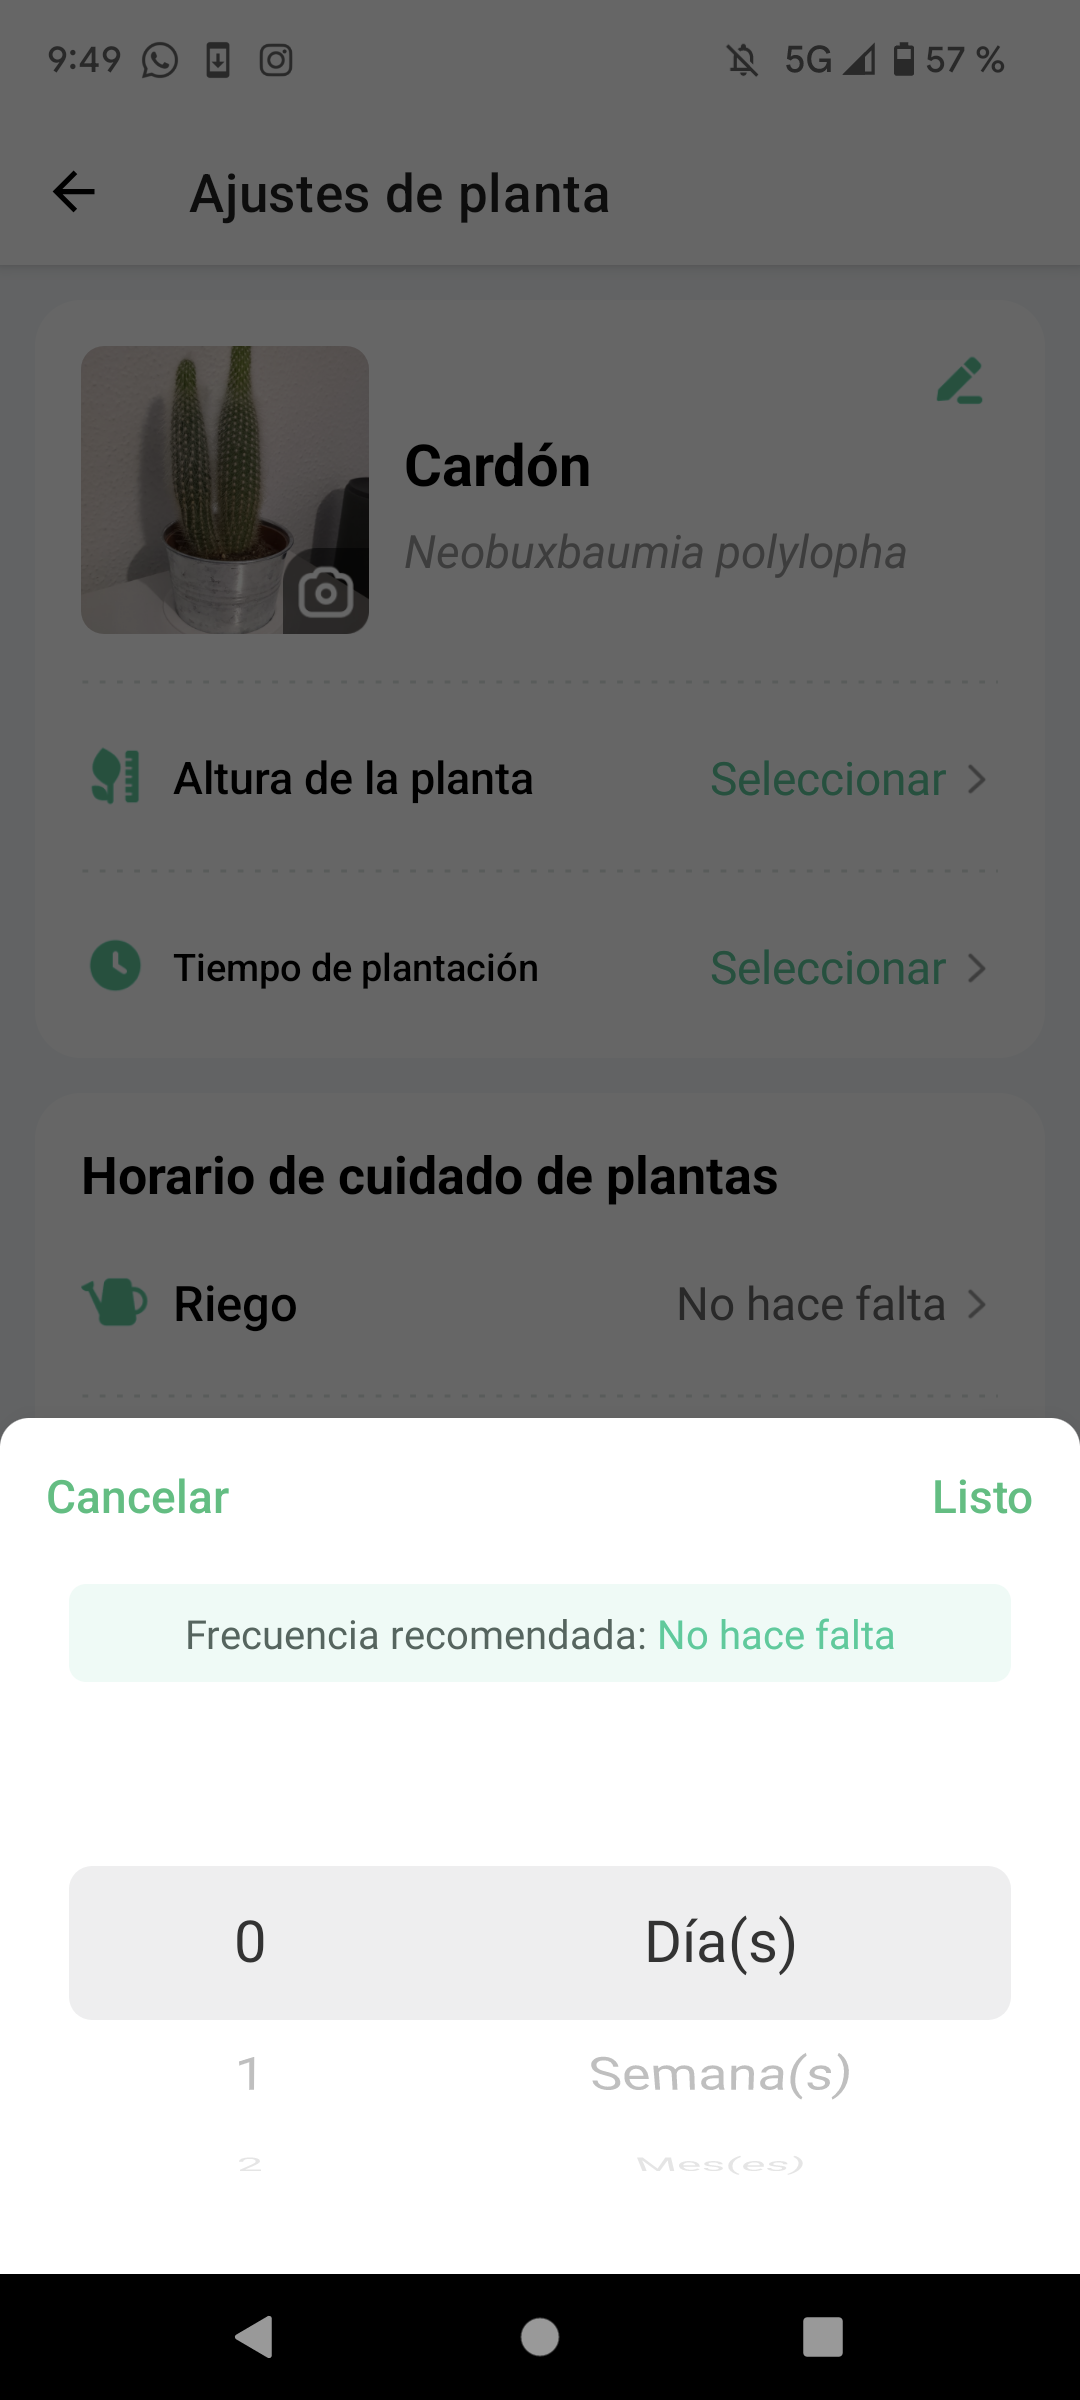 9:49 5G 57 %
Ajustes de planta
Cardón
Neobuxbaumia polylopha
Altura de la planta Seleccionar
Tiempo de plantación Seleccionar
Horario de cuidado de plantas
Riego No hace falta
Cancelar Listo
Frecuencia recomendada: No hace falta
0 Día(s)
1 Semana(s)
2 Mes(es)